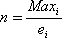 n = Max_i / e_i